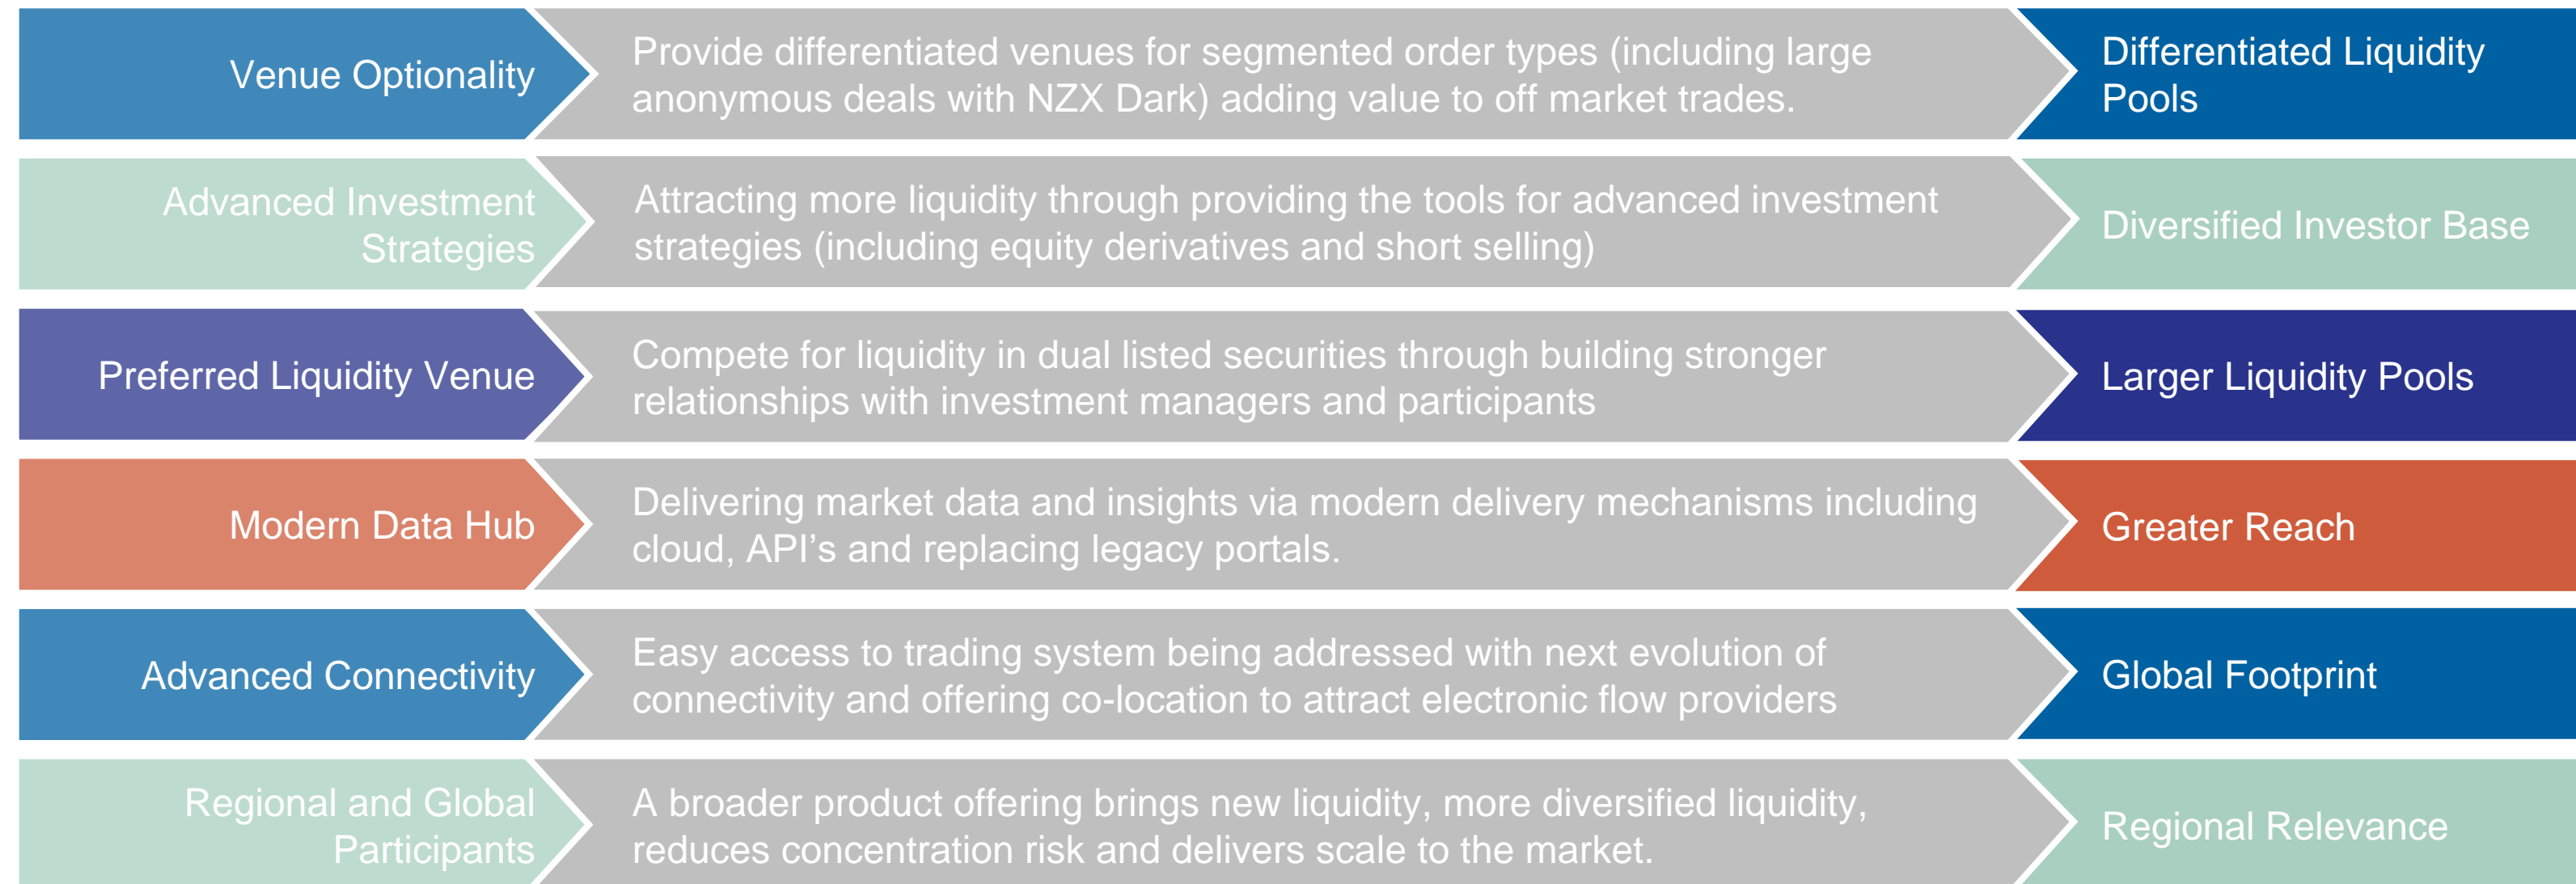 Venue Optionality
Provide differentiated venues for segmented order types (including large
anonymous deals with NZX Dark) adding value to off market trades.
Differentiated Liquidity
Pools
Advanced Investment
Strategies
Attracting more liquidity through providing the tools for advanced investment
strategies (including equity derivatives and short selling)
Diversified Investor Base
Preferred Liquidity Venue
Compete for liquidity in dual listed securities through building stronger
relationships with investment managers and participants
Larger Liquidity Pools
Modern Data Hub
Delivering market data and insights via modern delivery mechanisms including
cloud, API’s and replacing legacy portals.
Greater Reach
Advanced Connectivity
Easy access to trading system being addressed with next evolution of
connectivity and offering co-location to attract electronic flow providers
Global Footprint
Regional and Global
Participants
A broader product offering brings new liquidity, more diversified liquidity,
reduces concentration risk and delivers scale to the market.
Regional Relevance